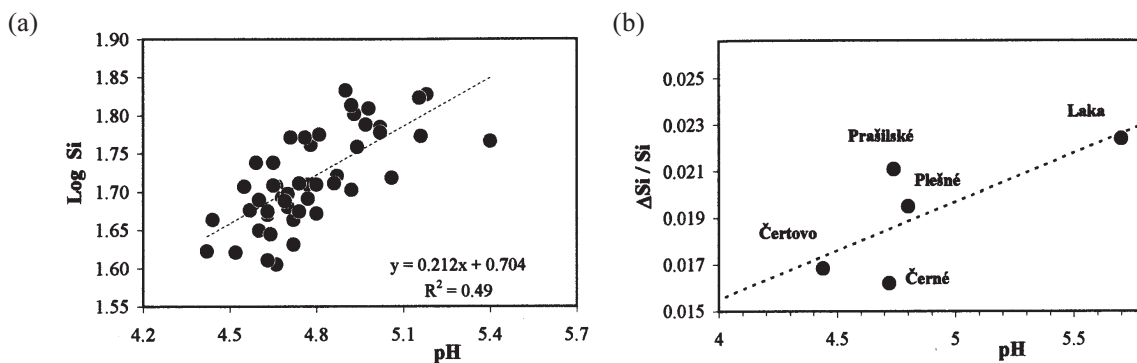 (a)
1.90
1.85
1.80
1.75
1.70
1.65
1.60
1.55
Log Si
4.2
4.5
4.8
5.1
5.4
5.7
pH
y = 0.212x + 0.704
R² = 0.49
(b)
0.025
0.023
0.021
0.019
0.017
0.015
ΔSi / Si
Laka
Prašilské
Plešné
Čertovo
Černé
4
4.5
5
5.5
pH